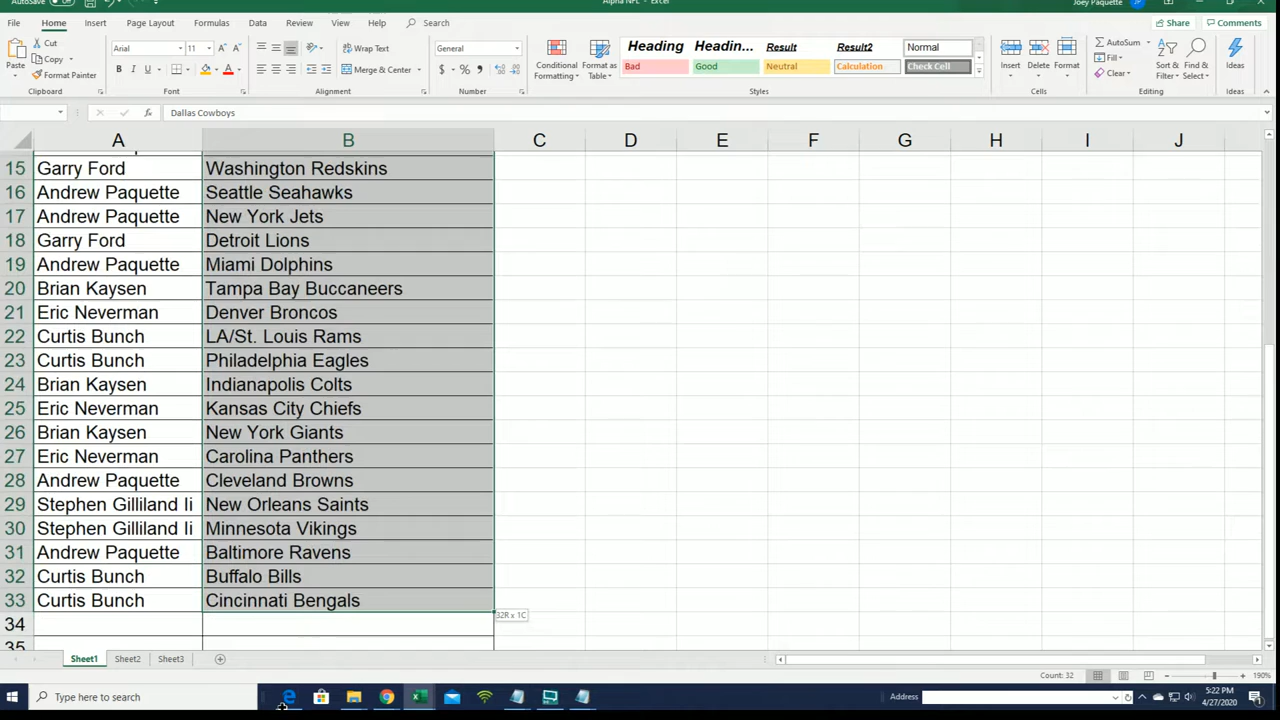 AutoSave Off Alpha NFL - Excel Joey Paquette
File Home Insert Page Layout Formulas Data Review View Help Search Share Comments
Cut
Copy
Format Painter
Paste
Clipboard
Arial 11
B I U
Font
Wrap Text
Merge & Center
Alignment
General
$ % ,
Number
Conditional Formatting
Format as Table
Heading Headin... Result Result2 Normal
Bad Good Neutral Calculation Check Cell
Styles
Insert Delete Format
Cells
AutoSum
Fill
Clear
Sort & Filter
Find & Select
Editing
Ideas
Ideas
fx Dallas Cowboys
A B C D E F G H I J
15 Garry Ford Washington Redskins
16 Andrew Paquette Seattle Seahawks
17 Andrew Paquette New York Jets
18 Garry Ford Detroit Lions
19 Andrew Paquette Miami Dolphins
20 Brian Kaysen Tampa Bay Buccaneers
21 Eric Neverman Denver Broncos
22 Curtis Bunch LA/St. Louis Rams
23 Curtis Bunch Philadelphia Eagles
24 Brian Kaysen Indianapolis Colts
25 Eric Neverman Kansas City Chiefs
26 Brian Kaysen New York Giants
27 Eric Neverman Carolina Panthers
28 Andrew Paquette Cleveland Browns
29 Stephen Gilliland Ii New Orleans Saints
30 Stephen Gilliland Ii Minnesota Vikings
31 Andrew Paquette Baltimore Ravens
32 Curtis Bunch Buffalo Bills
33 Curtis Bunch Cincinnati Bengals
32R x 1C
34
35
Sheet1 Sheet2 Sheet3
Count: 32 190%
Type here to search Address 5:22 PM
4/27/2020